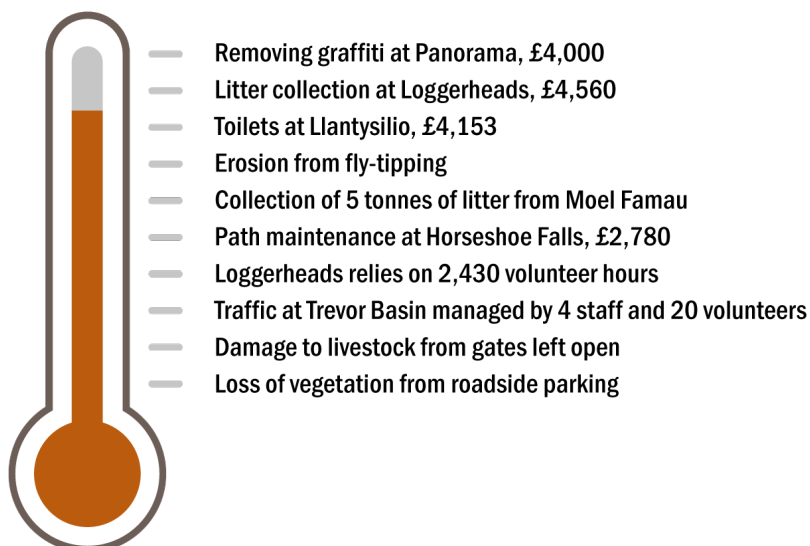 Removing graffiti at Panorama, £4,000
Litter collection at Loggerheads, £4,560
Toilets at Llantysilio, £4,153
Erosion from fly-tipping
Collection of 5 tonnes of litter from Moel Famau
Path maintenance at Horseshoe Falls, £2,780
Loggerheads relies on 2,430 volunteer hours
Traffic at Trevor Basin managed by 4 staff and 20 volunteers
Damage to livestock from gates left open
Loss of vegetation from roadside parking